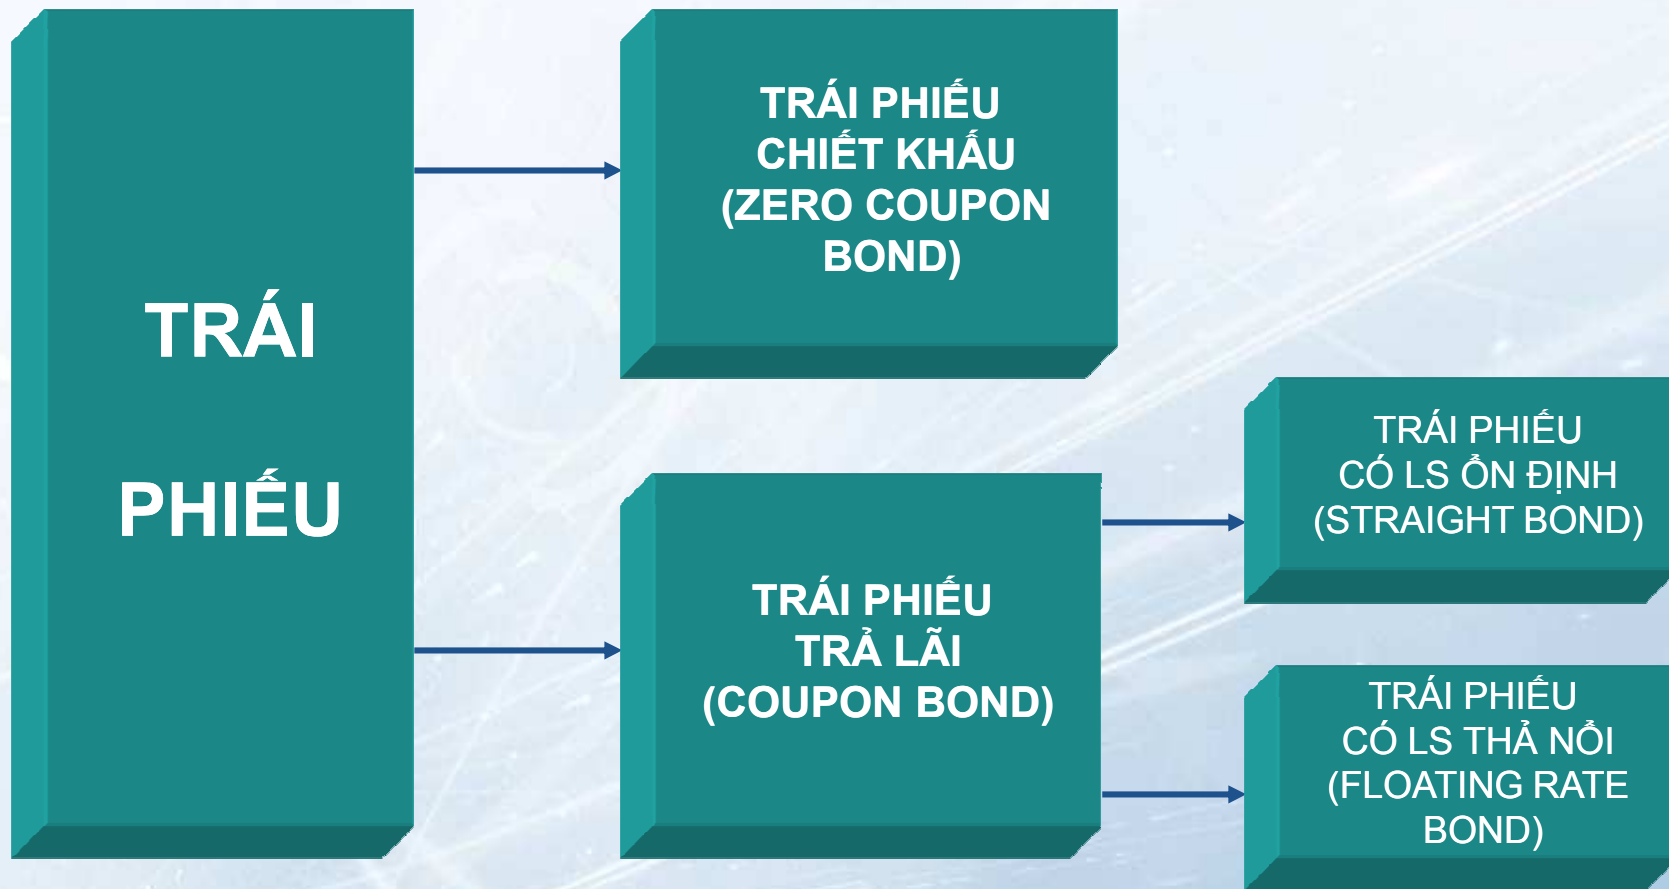 TRÁI
PHIẾU
TRÁI PHIẾU
CHIẾT KHẤU
(ZERO COUPON
BOND)
TRÁI PHIẾU
TRẢ LÃI
(COUPON BOND)
TRÁI PHIẾU
CÓ LS ỔN ĐỊNH
(STRAIGHT BOND)
TRÁI PHIẾU
CÓ LS THẢ NỔI
(FLOATING RATE
BOND)